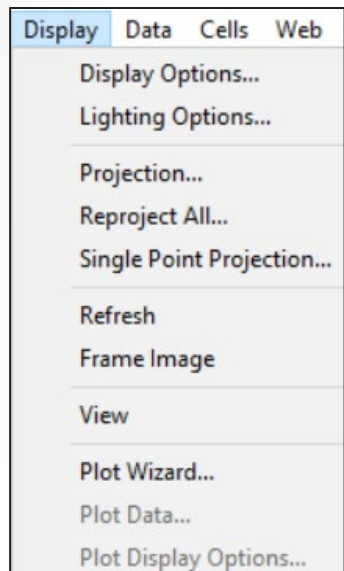 Display Data Cells Web
Display Options...
Lighting Options...
Projection...
Reproject All...
Single Point Projection...
Refresh
Frame Image
View
Plot Wizard...
Plot Data...
Plot Display Options...